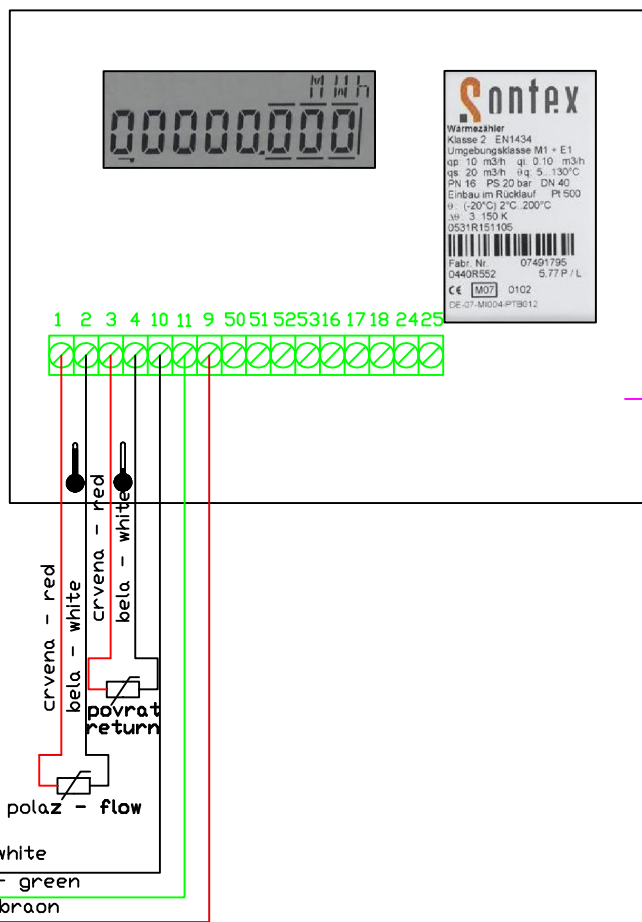 MWh
00000.000
Sontex
Wärmezähler
Klasse 2 EN1434
Umgebungsklasse M1 + E1
qp: 10 m3/h qi: 0.10 m3/h
qs: 20 m3/h θq: 5...130°C
PN 16 PS 20 bar DN 40
Einbau im Rücklauf Pt 500
θ: (-20°C) 2°C..200°C
Δθ: 3..150 K
0531R151105
Fabr. Nr. 07491795
0440R552 5.77 P / L
CE M07 0102
DE-07-MI004-PTB012
1 2 3 4 10 11 9 50 51 52 53 16 17 18 24 25
crvena - red
bela - white
crvena - red
bela - white
povrat
return
polaz - flow
white
- green
braon